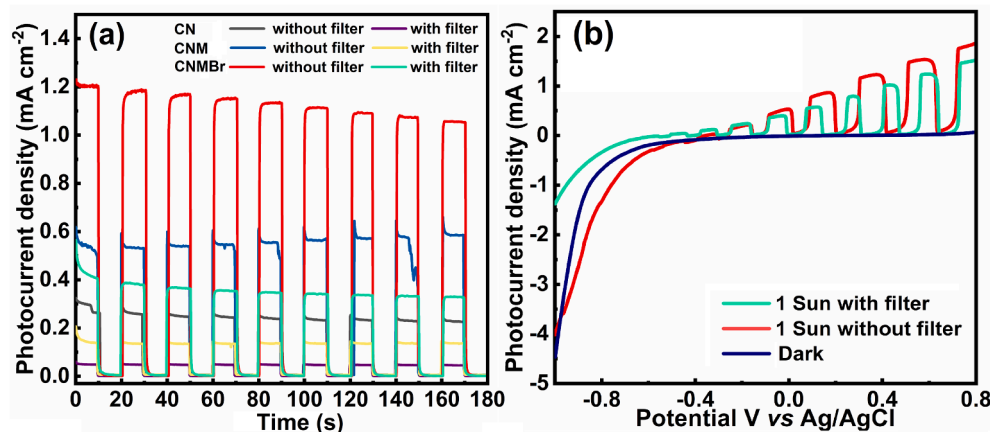 (a)
CN without filter with filter
CNM without filter with filter
CNMBr without filter with filter
Photocurrent density (mA cm-2)
1.4
1.2
1.0
0.8
0.6
0.4
0.2
0.0
0 20 40 60 80 100 120 140 160 180
Time (s)
(b)
Photocurrent density (mA cm-2)
2
1
0
-1
-2
-3
-4
-5
1 Sun with filter
1 Sun without filter
Dark
-0.8 -0.4 0.0 0.4 0.8
Potential V vs Ag/AgCl